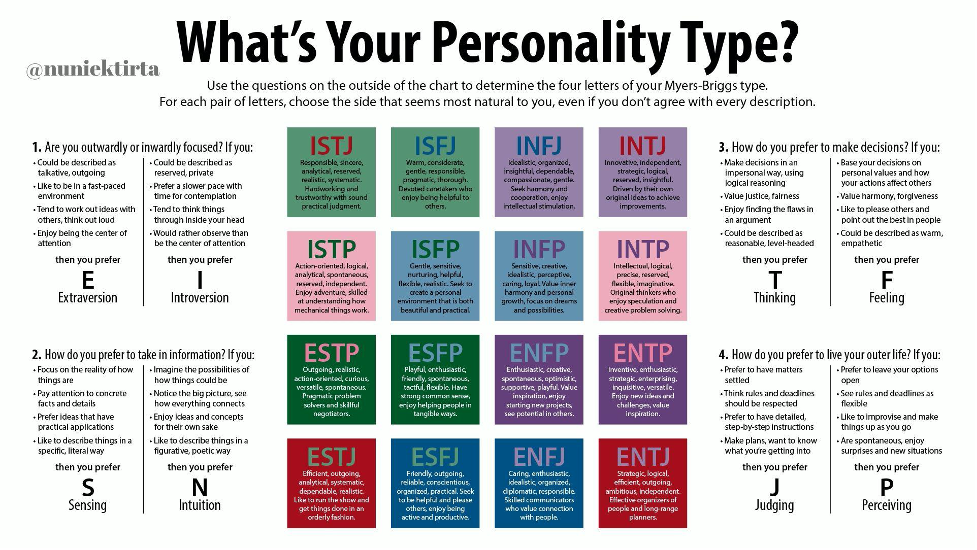 What's Your Personality Type?
@nuniektirta
Use the questions on the outside of the chart to determine the four letters of your Myers-Briggs type.
For each pair of letters, choose the side that seems most natural to you, even if you don't agree with every description.
1. Are you outwardly or inwardly focused? If you:
• Could be described as
talkative, outgoing
• Like to be in a fast-paced
environment
• Tend to work out ideas with
others, think out loud
• Enjoy being the center of
attention
then you prefer
E
Extraversion
• Could be described as
reserved, private
• Prefer a slower pace with
time for contemplation
• Tend to think things
through inside your head
• Would rather observe than
be the center of attention
then you prefer
I
Introversion
2. How do you prefer to take in information? If you:
• Focus on the reality of how
things are
• Pay attention to concrete
facts and details
• Prefer ideas that have
practical applications
• Like to describe things in a
specific, literal way
then you prefer
S
Sensing
• Imagine the possibilities of
how things could be
• Notice the big picture, see
how everything connects
• Enjoy ideas and concepts
for their own sake
• Like to describe things in a
figurative, poetic way
then you prefer
N
Intuition
ISTJ
Responsible, sincere,
analytical, reserved,
realistic, systematic.
Hardworking and
trustworthy with sound
practical judgment.
ISFJ
Warm, considerate,
gentle, responsible,
pragmatic, thorough.
Devoted caretakers who
enjoy being helpful to
others.
INFJ
Idealistic, organized,
insightful, dependable,
compassionate, gentle.
Seek harmony and
cooperation, enjoy
intellectual stimulation.
INTJ
Innovative, independent,
strategic, logical,
reserved, insightful.
Driven by their own
original ideas to achieve
improvements.
ISTP
Action-oriented, logical,
analytical, spontaneous,
reserved, independent.
Enjoy adventure, skilled
at understanding how
mechanical things work.
ISFP
Gentle, sensitive,
nurturing, helpful,
flexible, realistic. Seek
to create a personal
environment that is both
beautiful and practical.
INFP
Sensitive, creative,
idealistic, perceptive,
caring, loyal. Value inner
harmony and personal
growth, focus on dreams
and possibilities.
INTP
Intellectual, logical,
precise, reserved,
flexible, imaginative.
Original thinkers who
enjoy speculation and
creative problem solving.
ESTP
Outgoing, realistic,
action-oriented, curious,
versatile, spontaneous.
Pragmatic problem
solvers and skillful
negotiators.
ESFP
Playful, enthusiastic,
friendly, spontaneous,
tactful, flexible. Have
strong common sense,
enjoy helping people in
tangible ways.
ENFP
Enthusiastic, creative,
spontaneous, optimistic,
supportive, playful. Value
inspiration, enjoy
starting new projects,
see potential in others.
ENTP
Inventive, enthusiastic,
strategic, enterprising,
inquisitive, versatile.
Enjoy new ideas and
challenges, value
inspiration.
ESTJ
Efficient, outgoing,
analytical, systematic,
dependable, realistic.
Like to run the show and
get things done in an
orderly fashion.
ESFJ
Friendly, outgoing,
reliable, conscientious,
organized, practical. Seek
to be helpful and please
others, enjoy being
active and productive.
ENFJ
Caring, enthusiastic,
idealistic, organized,
diplomatic, responsible.
Skilled communicators
who value connection
with people.
ENTJ
Strategic, logical,
efficient, outgoing,
ambitious, independent.
Effective organizers of
people and long-range
planners.
3. How do you prefer to make decisions? If you:
• Make decisions in an
impersonal way, using
logical reasoning
• Value justice, fairness
• Enjoy finding the flaws in
an argument
• Could be described as
reasonable, level-headed
then you prefer
T
Thinking
• Base your decisions on
personal values and how
your actions affect others
• Value harmony, forgiveness
• Like to please others and
point out the best in people
• Could be described as warm,
empathetic
then you prefer
F
Feeling
4. How do you prefer to live your outer life? If you:
• Prefer to have matters
settled
• Think rules and deadlines
should be respected
• Prefer to have detailed,
step-by-step instructions
• Make plans, want to know
what you're getting into
then you prefer
J
Judging
• Prefer to leave your options
open
• See rules and deadlines as
flexible
• Like to improvise and make
things up as you go
• Are spontaneous, enjoy
surprises and new situations
then you prefer
P
Perceiving